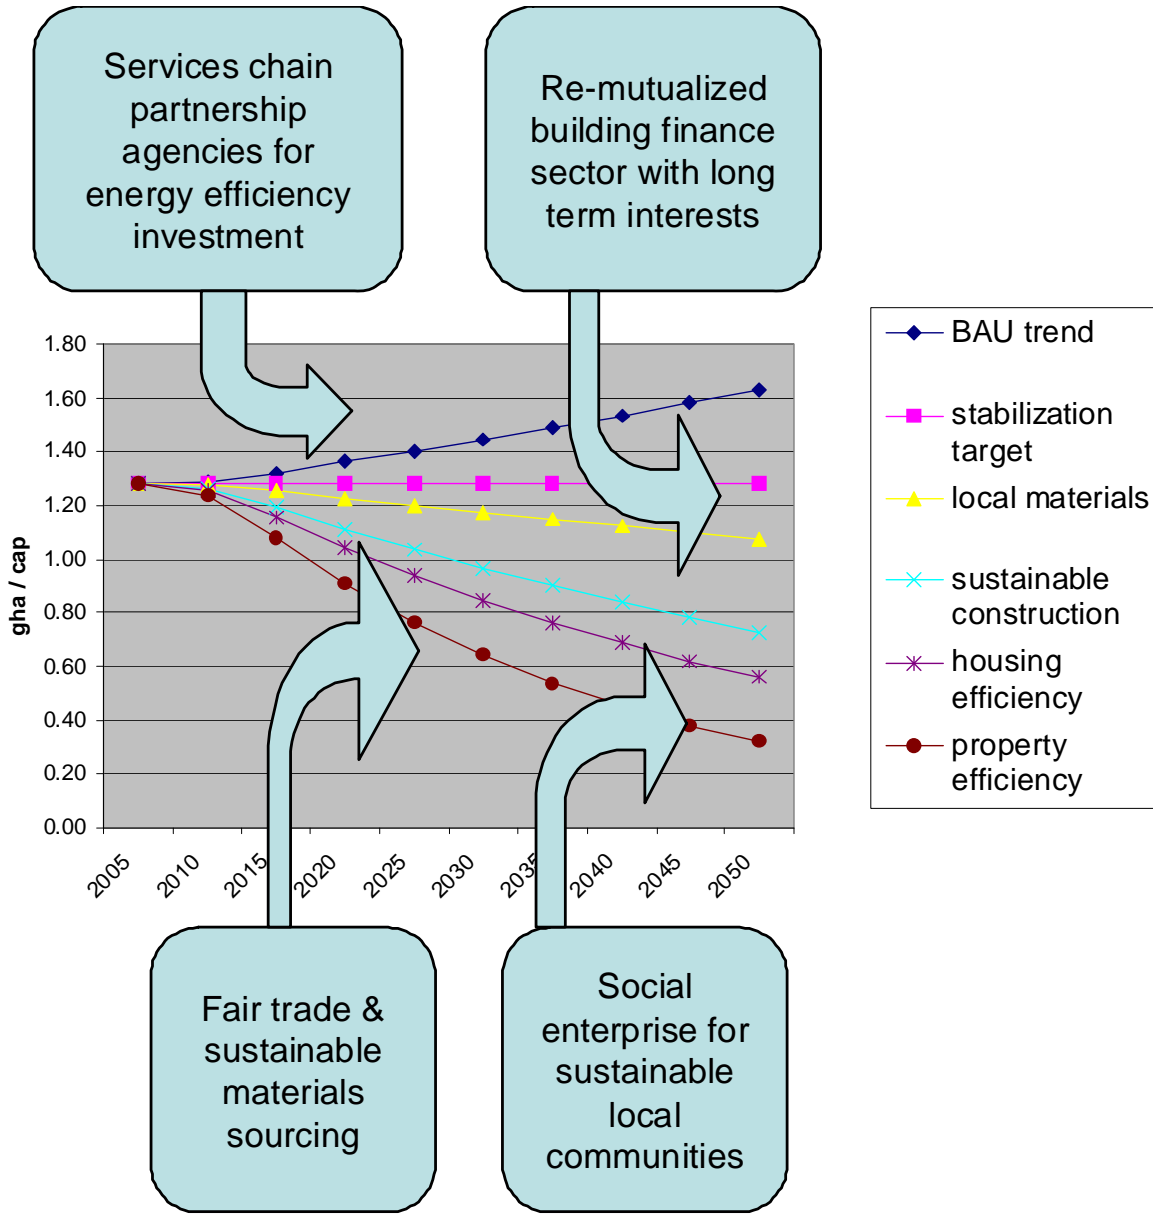 Services chain
partnership
agencies for
energy efficiency
investment
Re-mutualized
building finance
sector with long
term interests
1.80
1.60
1.40
1.20
1.00
0.80
0.60
0.40
0.20
0.00
gha / cap
2005
2010
2015
2020
2025
2030
2035
2040
2045
2050
BAU trend
stabilization
target
local materials
sustainable
construction
housing
efficiency
property
efficiency
Fair trade &
sustainable
materials
sourcing
Social
enterprise for
sustainable
local
communities